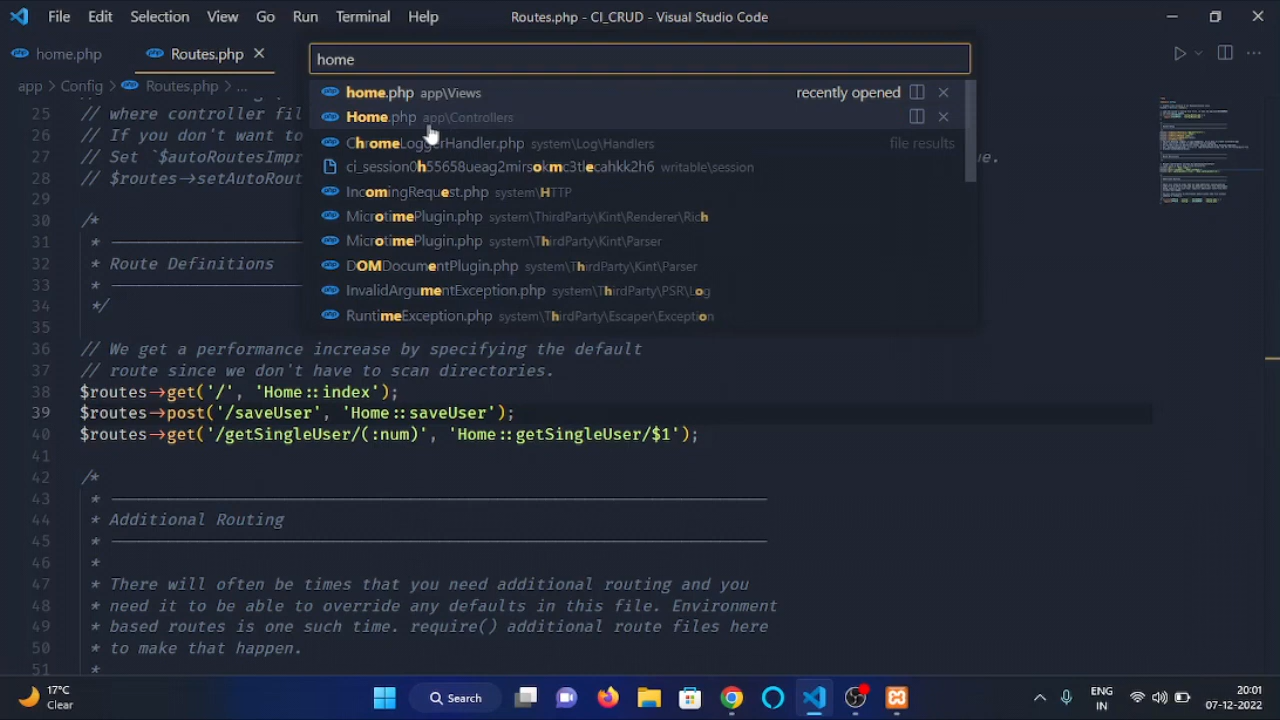 File Edit Selection View Go Run Terminal Help
Routes.php - CI_CRUD - Visual Studio Code
home.php
Routes.php
home
app > Config > Routes.php > ...
home.php app\Views recently opened
Home.php app\Controllers
ChromeLoggerHandler.php system\Log\Handlers file results
IncomingRequest.php system\HTTP
MicrotimePlugin.php system\ThirdParty\Kint\Renderer\Rich
MicrotimePlugin.php system\ThirdParty\Kint\Parser
DOMDocumentPlugin.php system\ThirdParty\Kint\Parser
InvalidArgumentException.php system\ThirdParty\PSR\Log
RuntimeException.php system\ThirdParty\Escaper\Exception
25 // where controller fil
26 // If you don't want to
27 // Set `$autoRoutesImpr e.
28 // $routes->setAutoRout
29
30 /*
31 * --------------------
32 * Route Definitions
33 * --------------------
34 */
35
36 // We get a performance increase by specifying the default
37 // route since we don't have to scan directories.
38 $routes->get('/', 'Home::index');
39 $routes->post('/saveUser', 'Home::saveUser');
40 $routes->get('/getSingleUser/(:num)', 'Home::getSingleUser/$1');
41
42 /*
43 * --------------------------------------------------------------------
44 * Additional Routing
45 * --------------------------------------------------------------------
46 *
47 * There will often be times that you need additional routing and you
48 * need it to be able to override any defaults in this file. Environment
49 * based routes is one such time. require() additional route files here
50 * to make that happen.
51 *
17°C
Clear
Search
ENG
IN
20:01
07-12-2022